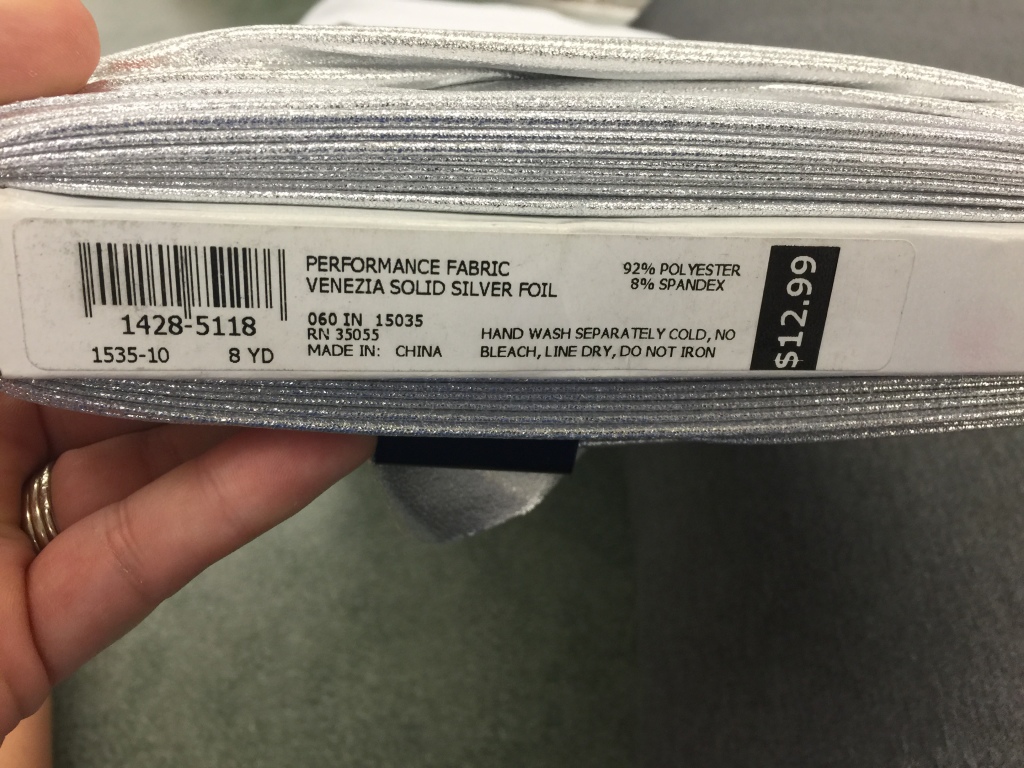 PERFORMANCE FABRIC
VENEZIA SOLID SILVER FOIL
1428-5118
1535-10 8 YD
060 IN 15035
RN 35055
MADE IN: CHINA
92% POLYESTER
8% SPANDEX
HAND WASH SEPARATELY COLD, NO
BLEACH, LINE DRY, DO NOT IRON
$12.99